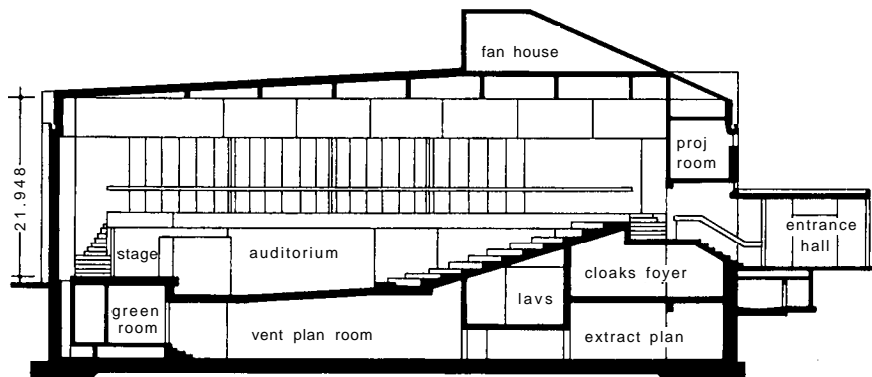 fan house
proj
room
21.948
entrance
hall
stage
auditorium
cloaks foyer
lavs
green
room
vent plan room
extract plan